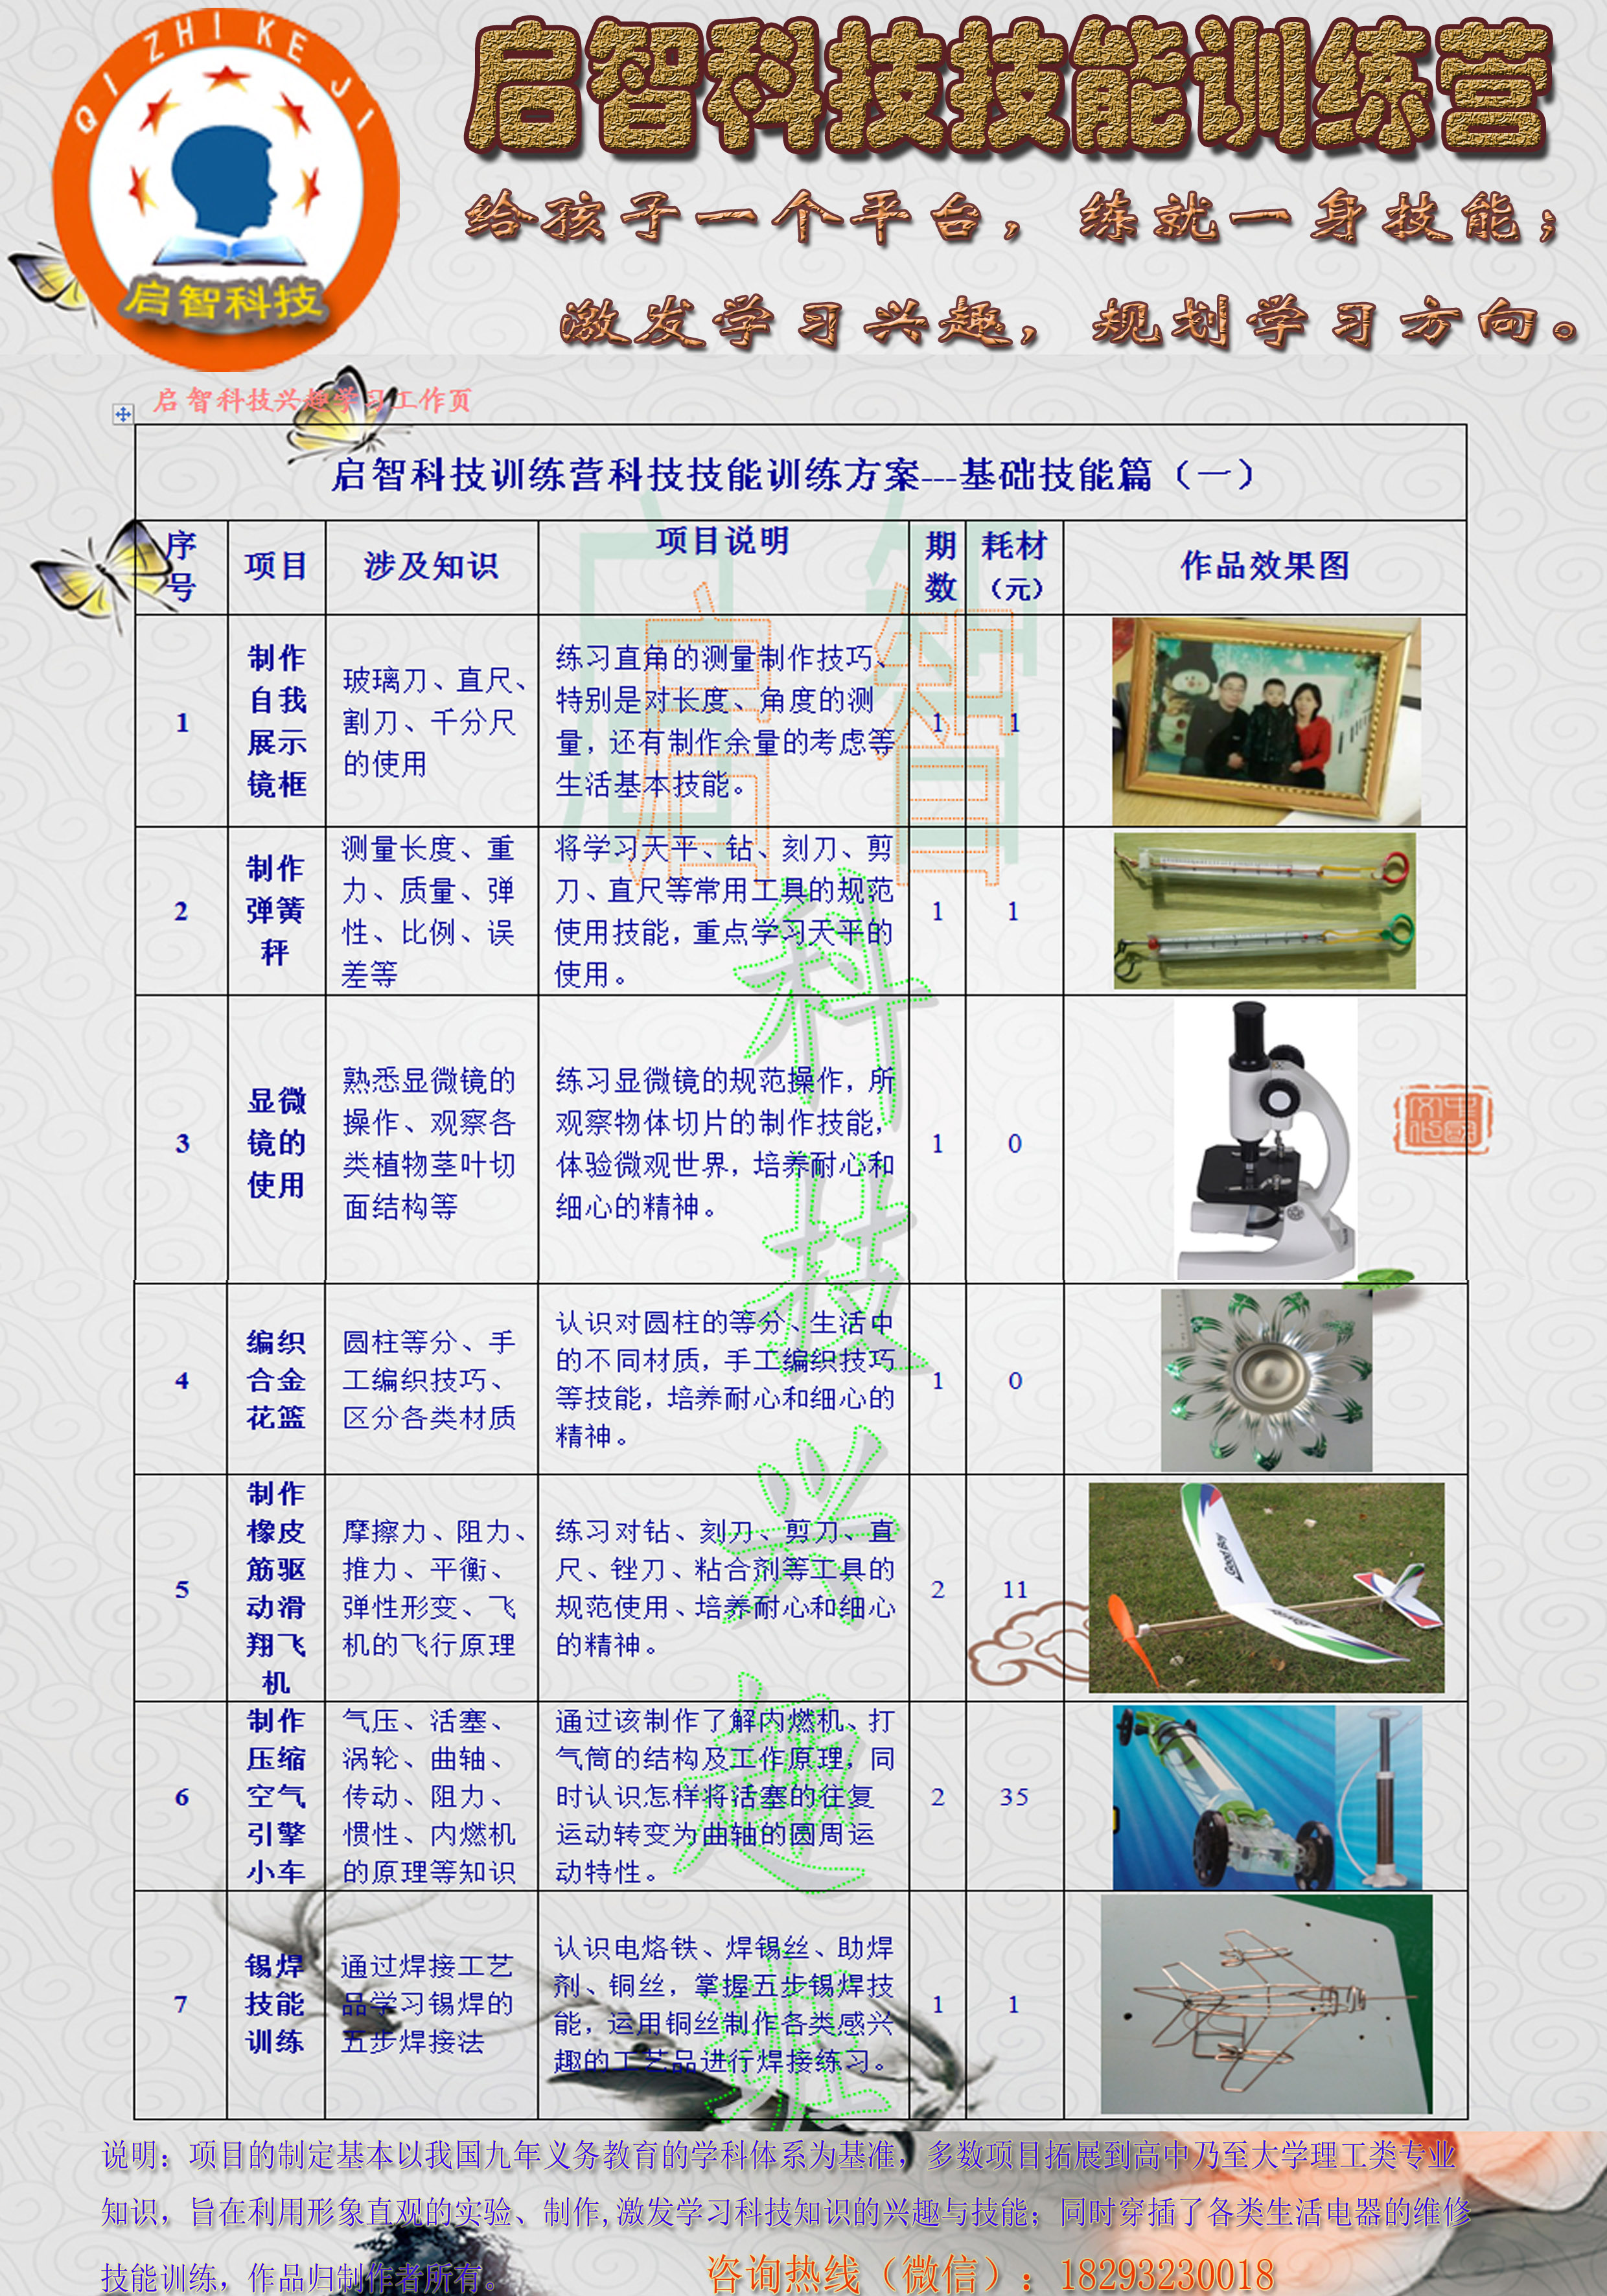 QI ZHI KE JI
启智科技
启智科技技能训练营
给孩子一个平台，练就一身技能；
激发学习兴趣，规划学习方向。
启智科技兴趣学习工作页
启智科技训练营科技技能训练方案---基础技能篇（一）
序号
项目
涉及知识
项目说明
期数
耗材
（元）
作品效果图
1
制作
自我
展示
镜框
玻璃刀、直尺、
割刀、千分尺
的使用
练习直角的测量制作技巧、
特别是对长度、角度的测
量，还有制作余量的考虑等
生活基本技能。
1
1
2
制作
弹簧
秤
测量长度、重
力、质量、弹
性、比例、误
差等
将学习天平、钻、刻刀、剪
刀、直尺等常用工具的规范
使用技能，重点学习天平的
使用。
1
1
3
显微
镜的
使用
熟悉显微镜的
操作、观察各
类植物茎叶切
面结构等
练习显微镜的规范操作，所
观察物体切片的制作技能，
体验微观世界，培养耐心和
细心的精神。
1
0
4
编织
合金
花篮
圆柱等分、手
工编织技巧、
区分各类材质
认识对圆柱的等分、生活中
的不同材质，手工编织技巧
等技能，培养耐心和细心的
精神。
1
0
5
制作
橡皮
筋驱
动滑
翔飞
机
摩擦力、阻力、
推力、平衡、
弹性形变、飞
机的飞行原理
练习对钻、刻刀、剪刀、直
尺、锉刀、粘合剂等工具的
规范使用、培养耐心和细心
的精神。
2
11
6
制作
压缩
空气
引擎
小车
气压、活塞、
涡轮、曲轴、
传动、阻力、
惯性、内燃机
的原理等知识
通过该制作了解内燃机、打
气筒的结构及工作原理，同
时认识怎样将活塞的往复
运动转变为曲轴的圆周运
动特性。
2
35
7
锡焊
技能
训练
通过焊接工艺
品学习锡焊的
五步焊接法
认识电烙铁、焊锡丝、助焊
剂、铜丝，掌握五步锡焊技
能，运用铜丝制作各类感兴
趣的工艺品进行焊接练习。
1
1
启智
科技兴趣班
说明：项目的制定基本以我国九年义务教育的学科体系为基准，多数项目拓展到高中乃至大学理工类专业
知识，旨在利用形象直观的实验、制作,激发学习科技知识的兴趣与技能；同时穿插了各类生活电器的维修
技能训练，作品归制作者所有。
咨询热线（微信）：18293230018